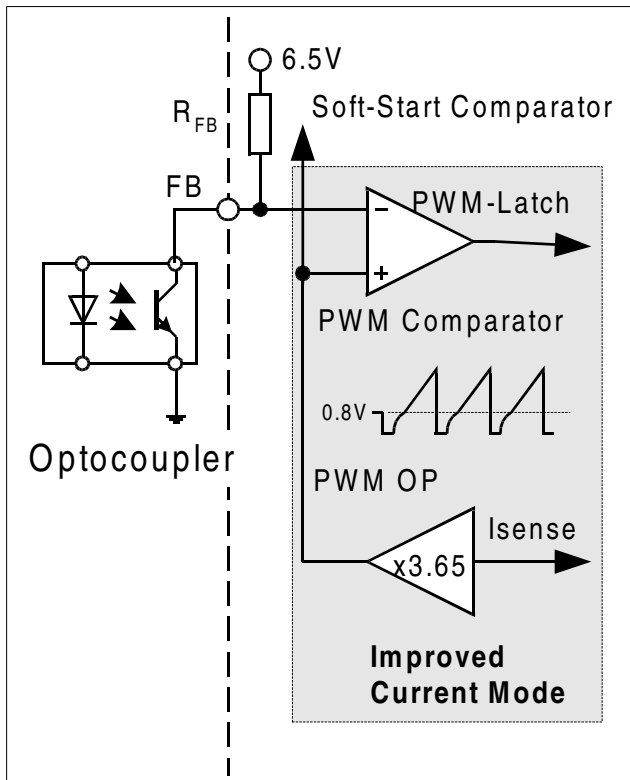 6.5V
R_FB
Soft-Start Comparator
FB
PWM-Latch
−
+
PWM Comparator
0.8V
Optocoupler
PWM OP
Isense
x3.65
Improved
Current Mode